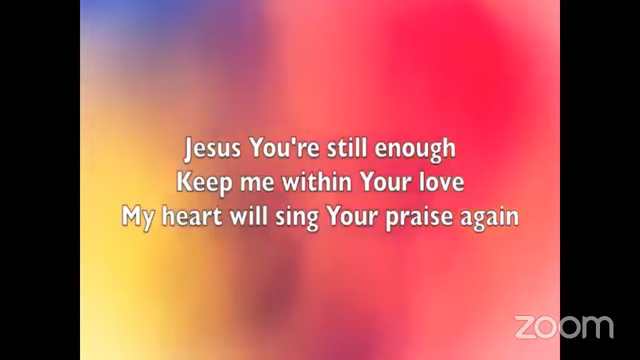 Jesus You're still enough
Keep me within Your love
My heart will sing Your praise again
zoom